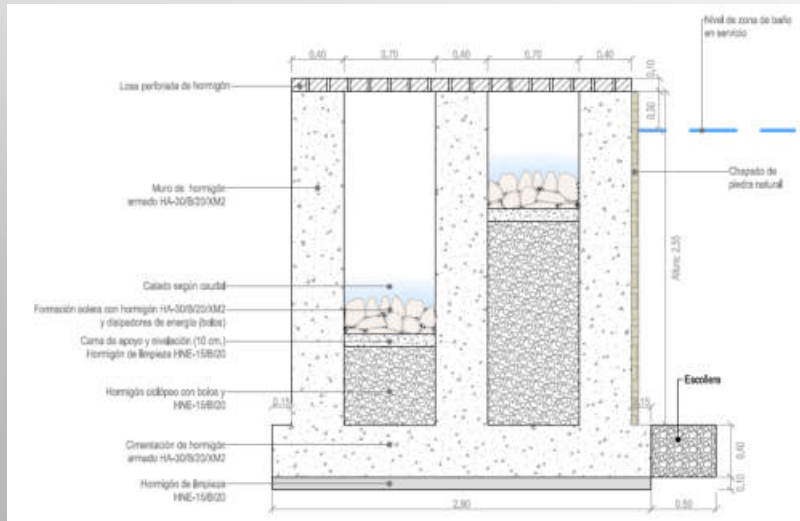 Nivel de zona de baño
en servicio
0,40
0,70
0,40
0,70
0,40
0,10
Losa perforada de hormigón
0,30
Muro de hormigón
armado HA-30/B/20/XM2
Chapado de
piedra natural
Altura: 2,55
Calado según caudal
Formación solera con hormigón HA-30/B/20/XM2
y disipadores de energía (bolos)
Cama de apoyo y nivelación (10 cm.)
Hormigón de limpieza HNE-15/B/20
Escollera
Hormigón ciclópeo con bolos y
HNE-15/B/20
0,15
0,15
Cimentación de hormigón
armado HA-30/B/20/XM2
0,40
Hormigón de limpieza
HNE-15/B/20
0,10
2,90
0,50